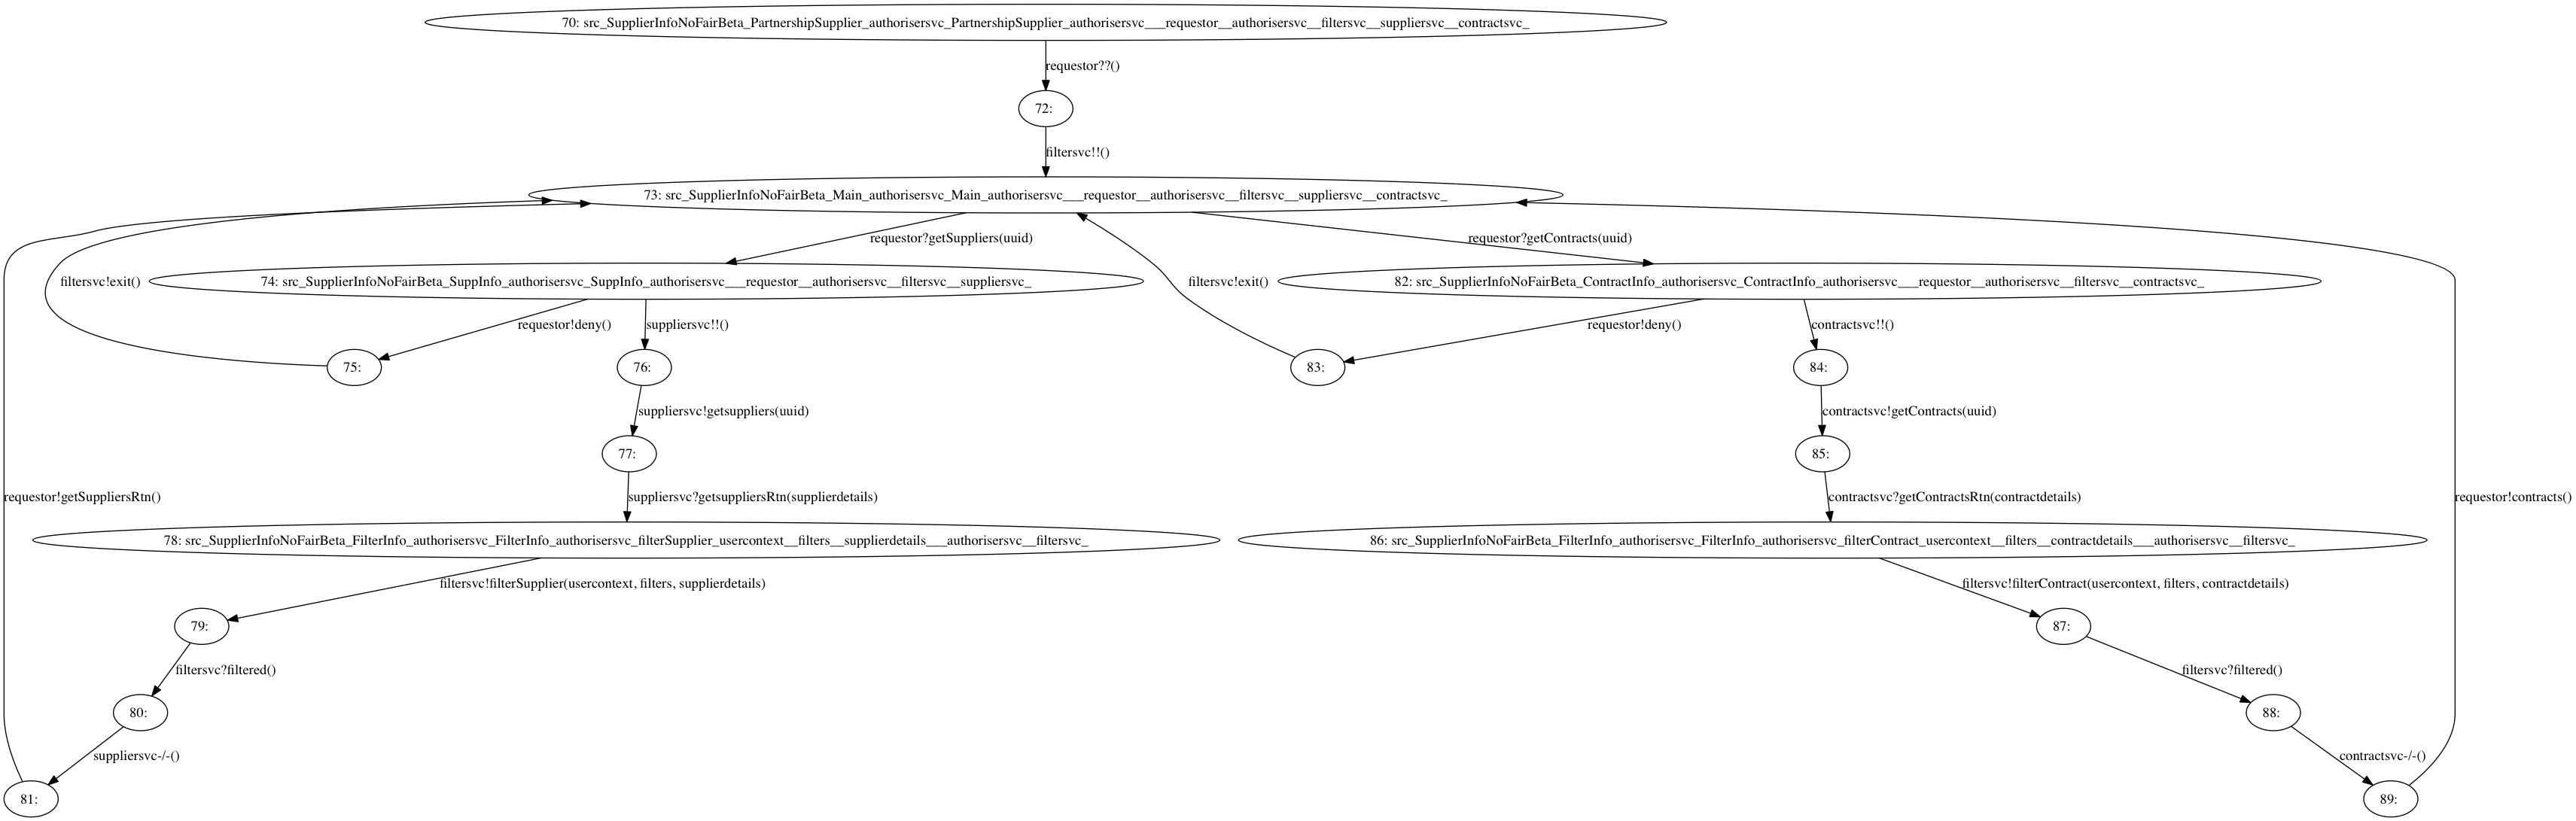 70: src_SupplierInfoNoFairBeta_PartnershipSupplier_authorisersvc_PartnershipSupplier_authorisersvc___requestor__authorisersvc__filtersvc__suppliersvc__contractsvc_
requestor??()
72:
filtersvc!!()
73: src_SupplierInfoNoFairBeta_Main_authorisersvc_Main_authorisersvc___requestor__authorisersvc__filtersvc__suppliersvc__contractsvc_
requestor?getSuppliers(uuid)
requestor?getContracts(uuid)
filtersvc!exit()
74: src_SupplierInfoNoFairBeta_SuppInfo_authorisersvc_SuppInfo_authorisersvc___requestor__authorisersvc__filtersvc__suppliersvc_
filtersvc!exit()
82: src_SupplierInfoNoFairBeta_ContractInfo_authorisersvc_ContractInfo_authorisersvc___requestor__authorisersvc__filtersvc__contractsvc_
requestor!deny()
suppliersvc!!()
requestor!deny()
contractsvc!!()
75:
76:
83:
84:
suppliersvc!getsuppliers(uuid)
contractsvc!getContracts(uuid)
77:
85:
requestor!getSuppliersRtn()
suppliersvc?getsuppliersRtn(supplierdetails)
contractsvc?getContractsRtn(contractdetails)
requestor!contracts()
78: src_SupplierInfoNoFairBeta_FilterInfo_authorisersvc_FilterInfo_authorisersvc_filterSupplier_usercontext__filters__supplierdetails___authorisersvc__filtersvc_
86: src_SupplierInfoNoFairBeta_FilterInfo_authorisersvc_FilterInfo_authorisersvc_filterContract_usercontext__filters__contractdetails___authorisersvc__filtersvc_
filtersvc!filterSupplier(usercontext, filters, supplierdetails)
filtersvc!filterContract(usercontext, filters, contractdetails)
79:
87:
filtersvc?filtered()
filtersvc?filtered()
80:
88:
suppliersvc-/-()
contractsvc-/-()
81:
89: